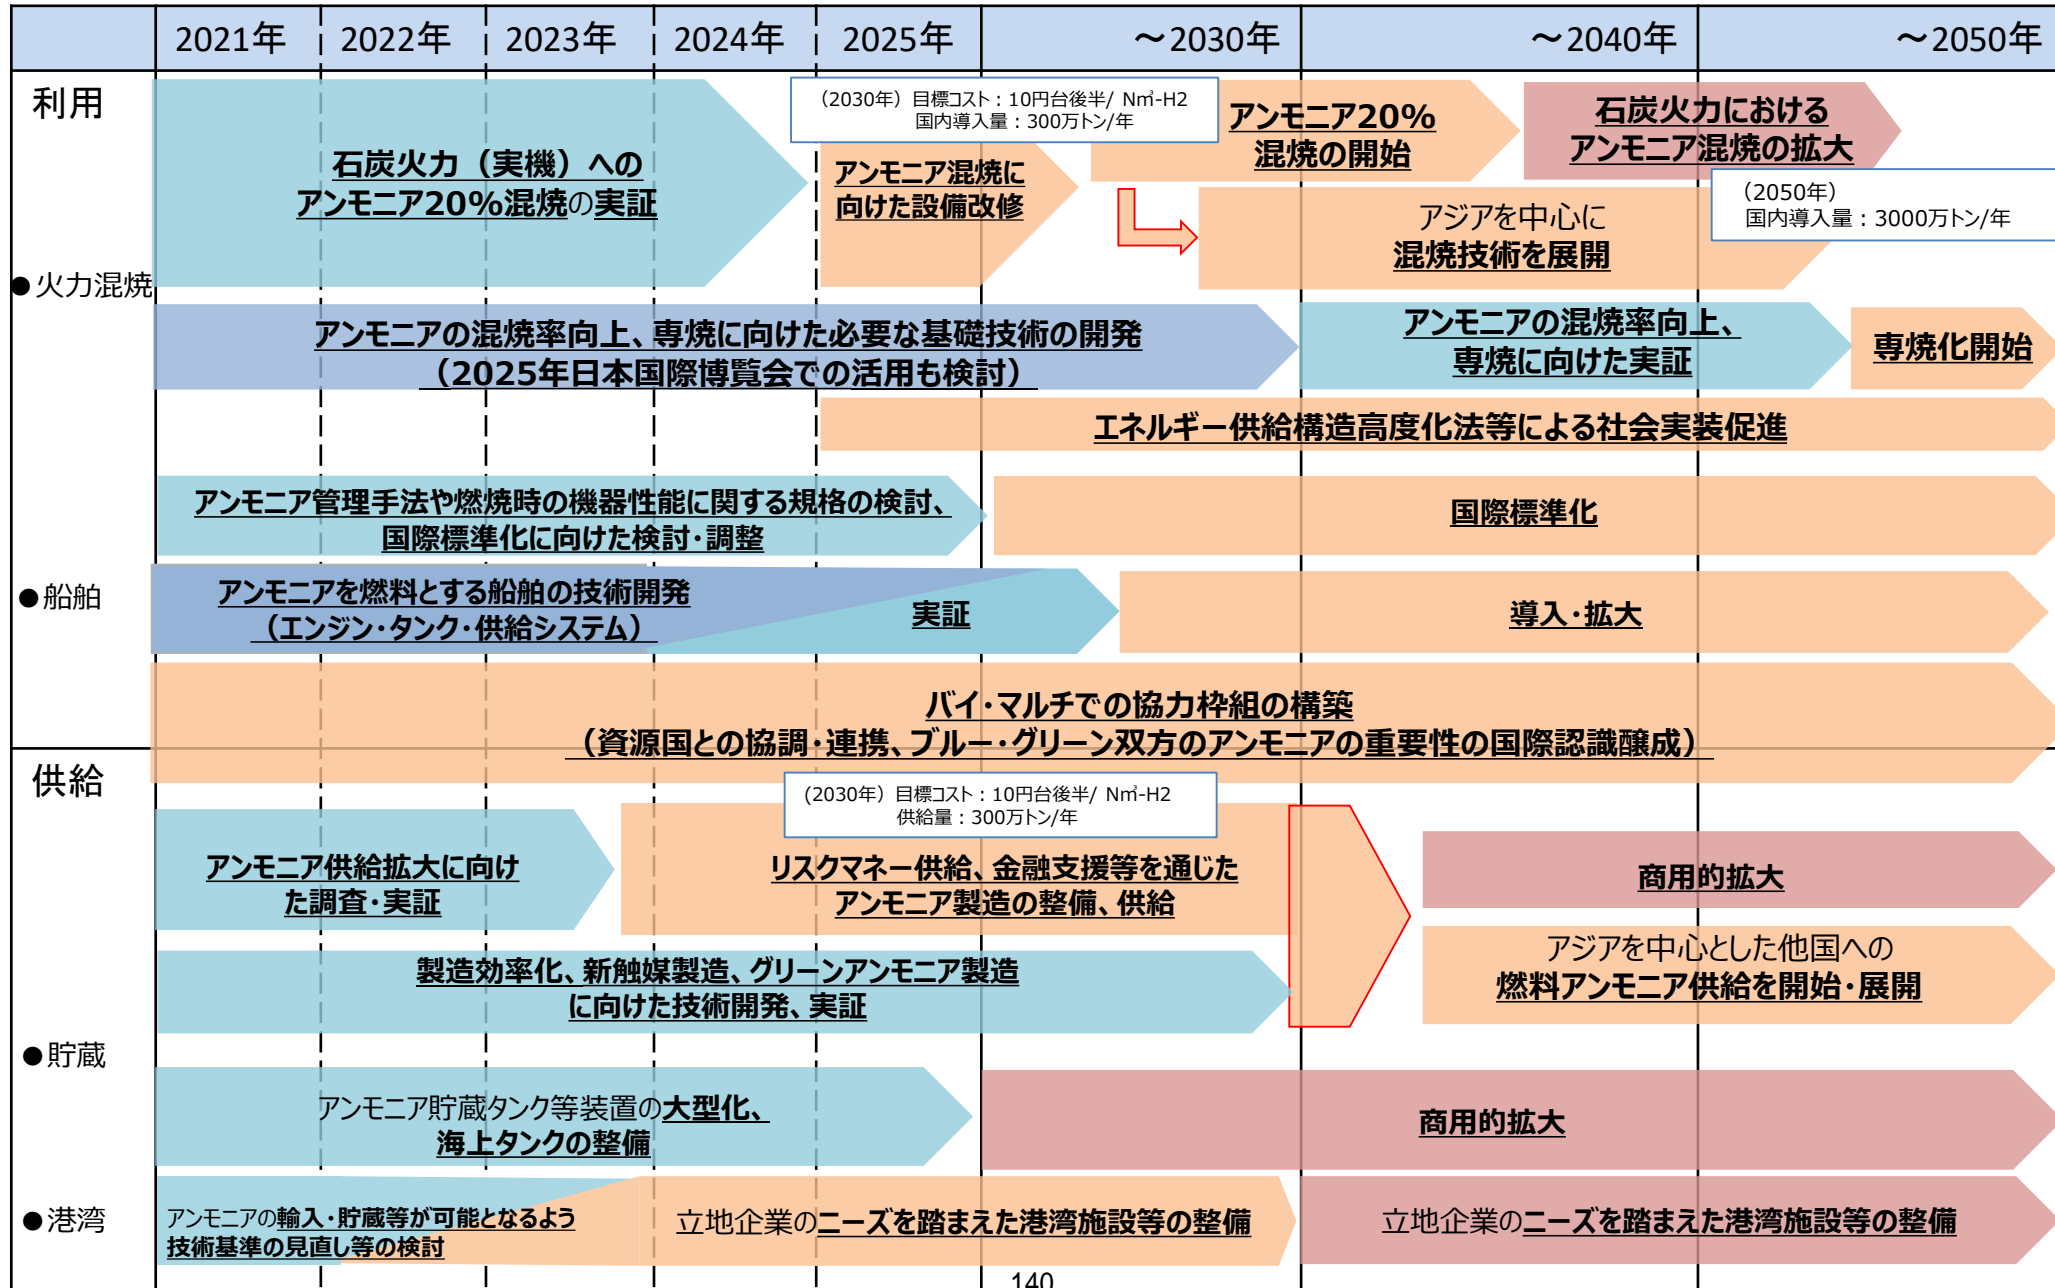 2021年 2022年 2023年 2024年 2025年 ～2030年 ～2040年 ～2050年
利用
●火力混焼
石炭火力（実機）への
アンモニア20%混焼の実証
（2030年）目標コスト：10円台後半/ N㎥-H2
国内導入量：300万トン/年
アンモニア混焼に
向けた設備改修
アンモニア20%
混焼の開始
石炭火力における
アンモニア混焼の拡大
アジアを中心に
混焼技術を展開
（2050年）
国内導入量：3000万トン/年
アンモニアの混焼率向上、専焼に向けた必要な基礎技術の開発
（2025年日本国際博覧会での活用も検討）
アンモニアの混焼率向上、
専焼に向けた実証
専焼化開始
エネルギー供給構造高度化法等による社会実装促進
アンモニア管理手法や燃焼時の機器性能に関する規格の検討、
国際標準化に向けた検討・調整
国際標準化
●船舶
アンモニアを燃料とする船舶の技術開発
（エンジン・タンク・供給システム）
実証
導入・拡大
バイ・マルチでの協力枠組の構築
（資源国との協調・連携、ブルー・グリーン双方のアンモニアの重要性の国際認識醸成）
供給
（2030年）目標コスト：10円台後半/ N㎥-H2
供給量：300万トン/年
アンモニア供給拡大に向け
た調査・実証
リスクマネー供給、金融支援等を通じた
アンモニア製造の整備、供給
商用的拡大
製造効率化、新触媒製造、グリーンアンモニア製造
に向けた技術開発、実証
アジアを中心とした他国への
燃料アンモニア供給を開始・展開
●貯蔵
アンモニア貯蔵タンク等装置の大型化、
海上タンクの整備
商用的拡大
●港湾
アンモニアの輸入・貯蔵等が可能となるよう
技術基準の見直し等の検討
立地企業のニーズを踏まえた港湾施設等の整備
立地企業のニーズを踏まえた港湾施設等の整備
140